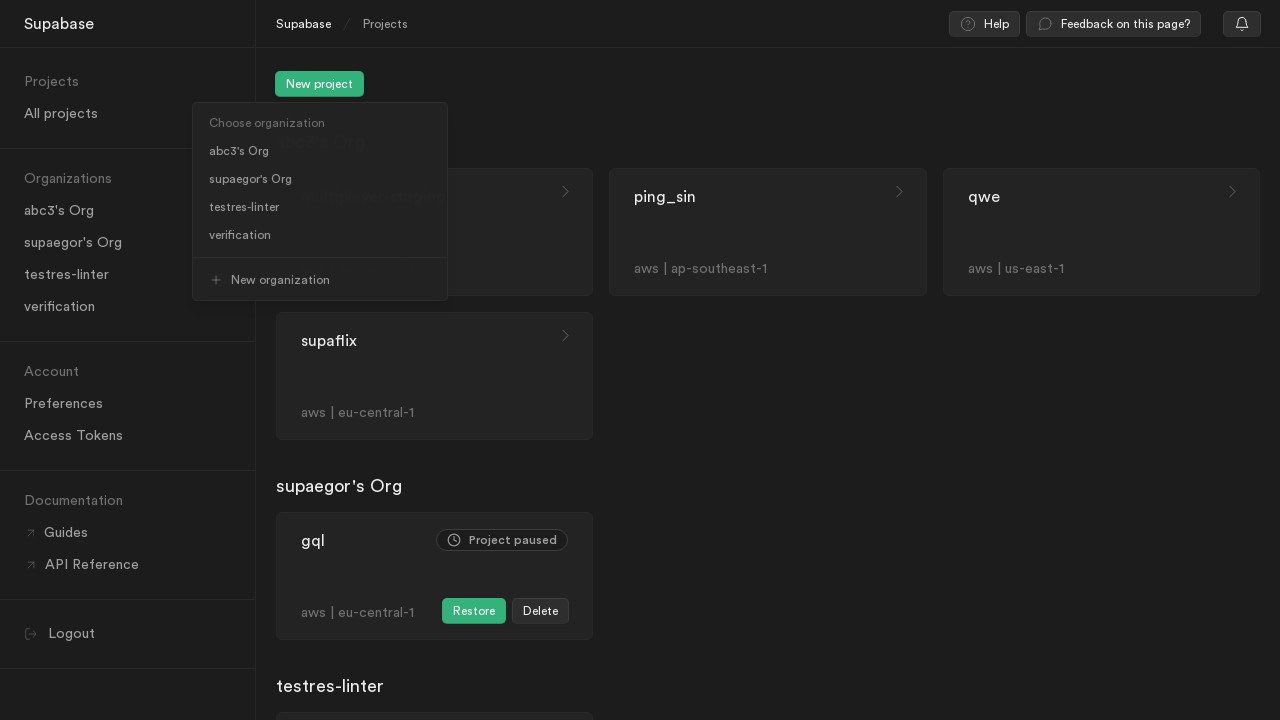 Supabase
Supabase / Projects
Help
Feedback on this page?
Projects
All projects
Organizations
abc3's Org
supaegor's Org
testres-linter
verification
Account
Preferences
Access Tokens
Documentation
Guides
API Reference
Logout
New project
Choose organization
abc3's Org
supaegor's Org
testres-linter
verification
New organization
ping_sin
aws | ap-southeast-1
qwe
aws | us-east-1
supaflix
aws | eu-central-1
supaegor's Org
gql
Project paused
aws | eu-central-1
Restore
Delete
testres-linter